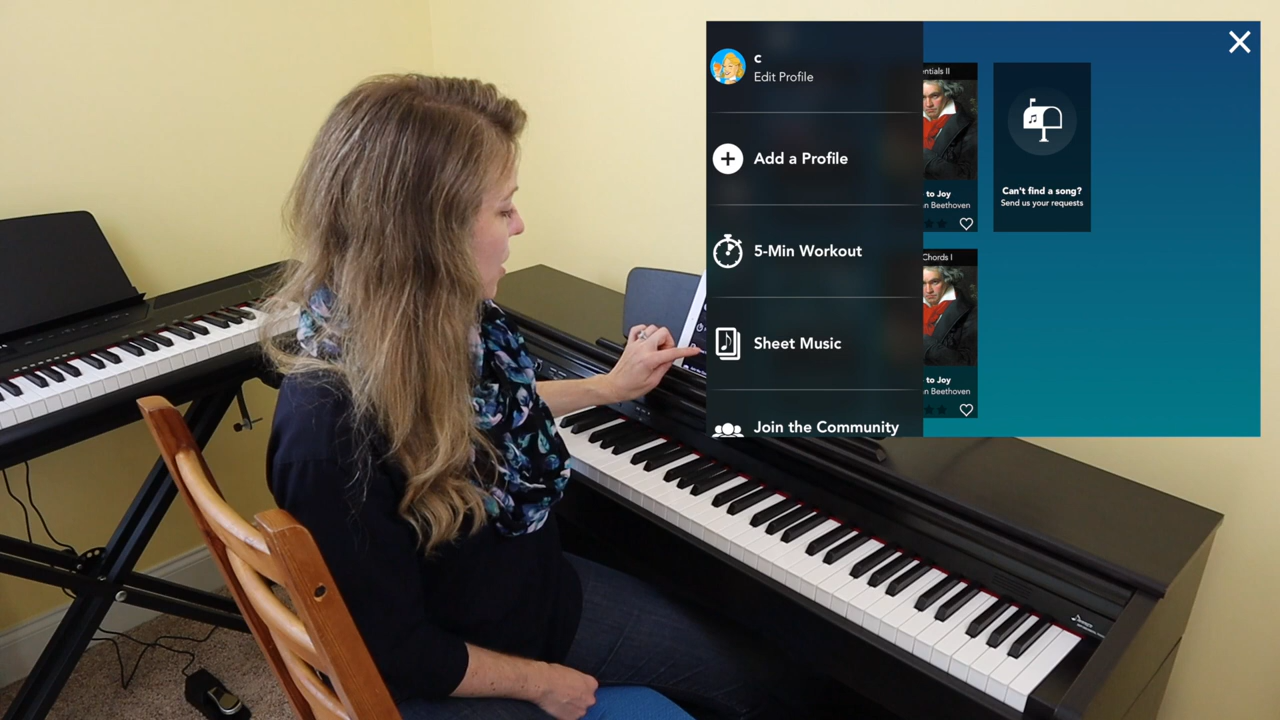 C
Edit Profile
Add a Profile
5-Min Workout
Sheet Music
Join the Community
ntials II
to Joy
n Beethoven
Chords I
to Joy
n Beethoven
Can't find a song?
Send us your requests